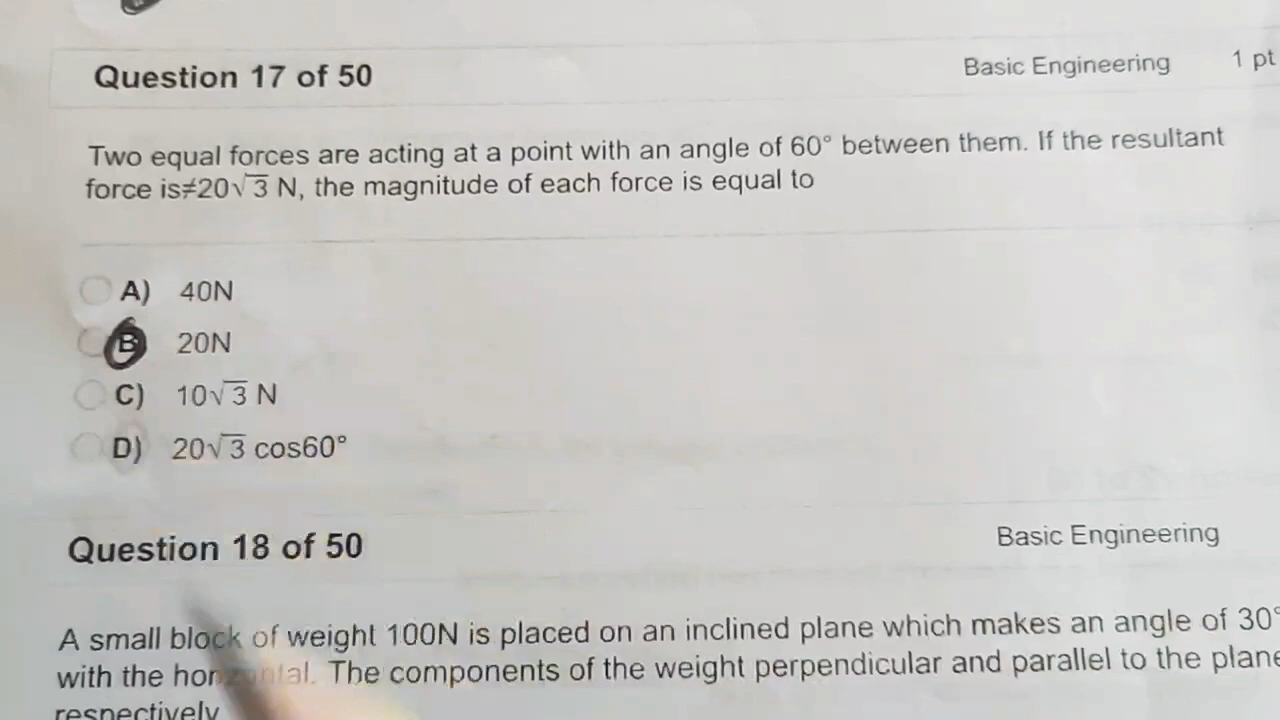 Question 17 of 50
Basic Engineering
1 pt
Two equal forces are acting at a point with an angle of 60° between them. If the resultant
force is≠20√3 N, the magnitude of each force is equal to
A) 40N
B 20N
C) 10√3 N
D) 20√3 cos60°
Question 18 of 50
Basic Engineering
A small block of weight 100N is placed on an inclined plane which makes an angle of 30°
with the horizontal. The components of the weight perpendicular and parallel to the plane
respectively